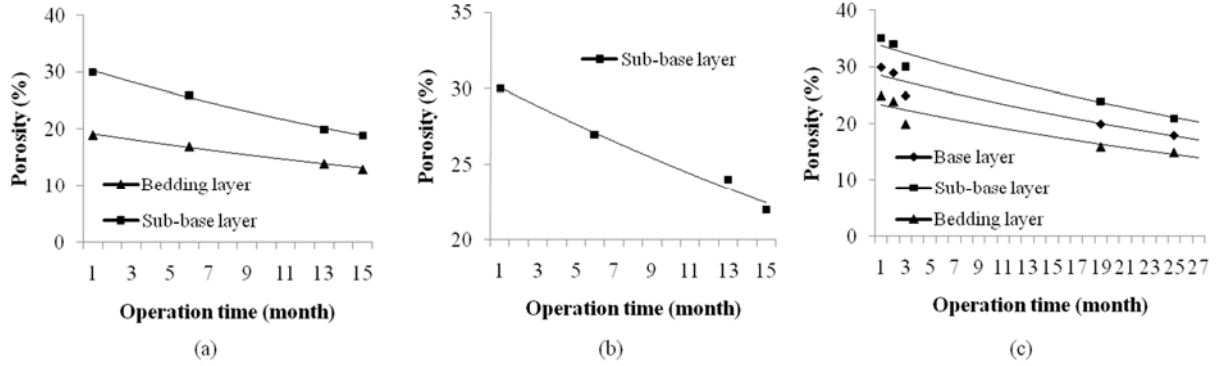 40
30
20
10
0
Porosity (%)
Bedding layer
Sub-base layer
1 3 5 7 9 11 13 15
Operation time (month)
(a)
35
30
25
20
Porosity (%)
Sub-base layer
1 3 5 7 9 11 13 15
Operation time (month)
(b)
40
30
20
10
0
Porosity (%)
Base layer
Sub-base layer
Bedding layer
1 3 5 7 9 11 13 15 17 19 21 23 25 27
Operation time (month)
(c)